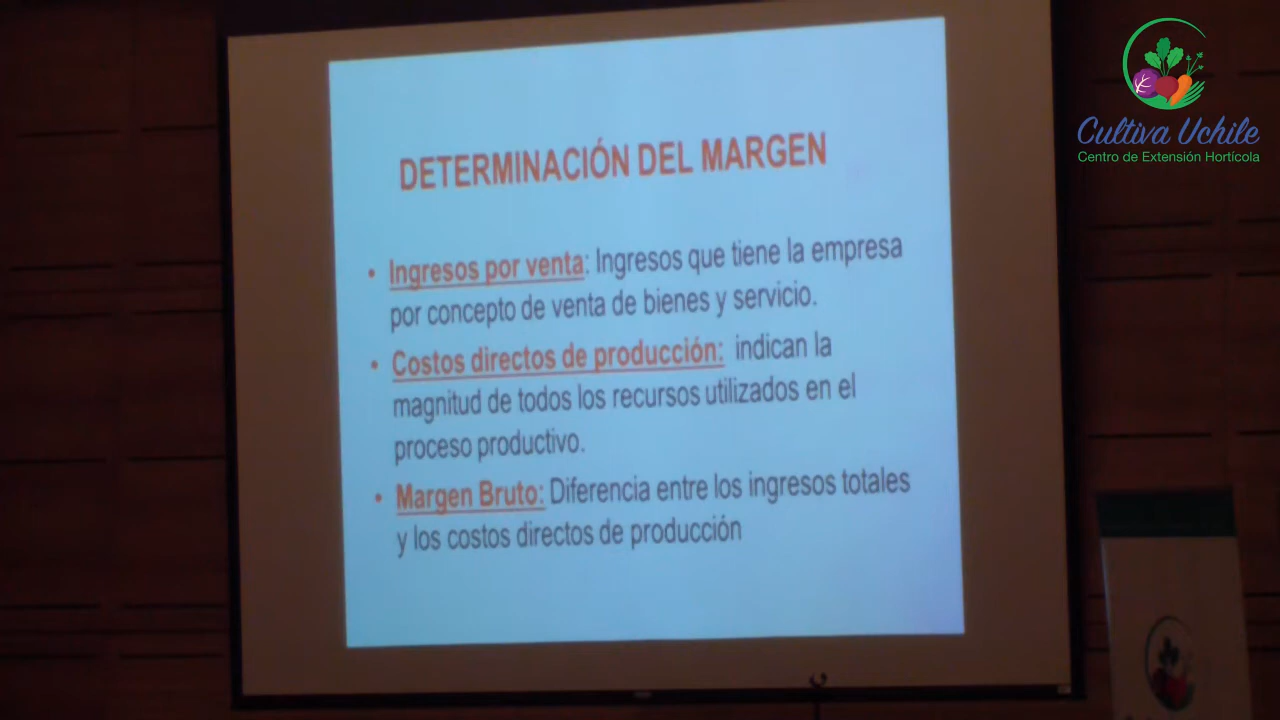 Cultiva Uchile
Centro de Extensión Hortícola
DETERMINACIÓN DEL MARGEN
• Ingresos por venta: Ingresos que tiene la empresa
por concepto de venta de bienes y servicio.
• Costos directos de producción: indican la
magnitud de todos los recursos utilizados en el
proceso productivo.
• Margen Bruto: Diferencia entre los ingresos totales
y los costos directos de producción